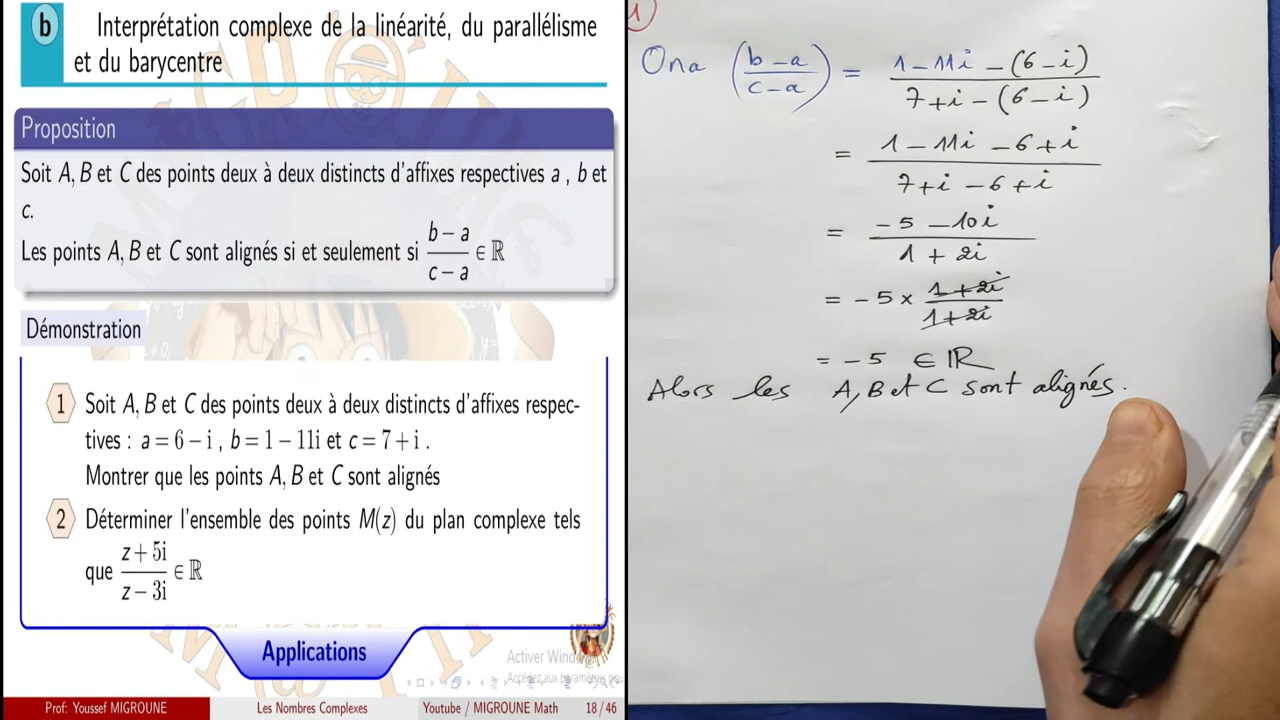 b Interprétation complexe de la linéarité, du parallélisme
et du barycentre
Proposition
Soit A, B et C des points deux à deux distincts d'affixes respectives a , b et
c.
Les points A, B et C sont alignés si et seulement si (b − a)/(c − a) ∈ ℝ
Démonstration
1 Soit A, B et C des points deux à deux distincts d'affixes respec-
tives : a = 6 − i , b = 1 − 11i et c = 7 + i .
Montrer que les points A, B et C sont alignés
2 Déterminer l'ensemble des points M(z) du plan complexe tels
que (z + 5i)/(z − 3i) ∈ ℝ
Applications
Prof: Youssef MIGROUNE Les Nombres Complexes Youtube / MIGROUNE Math 18 / 46
1)
Ona ((b − a)/(c − a)) = (1 − 11i − (6 − i))/(7 + i − (6 − i))
= (1 − 11i − 6 + i)/(7 + i − 6 + i)
= (−5 − 10i)/(1 + 2i)
= −5 × (1 + 2i)/(1 + 2i)
= −5 ∈ ℝ
Alors les A, B et C sont alignés.